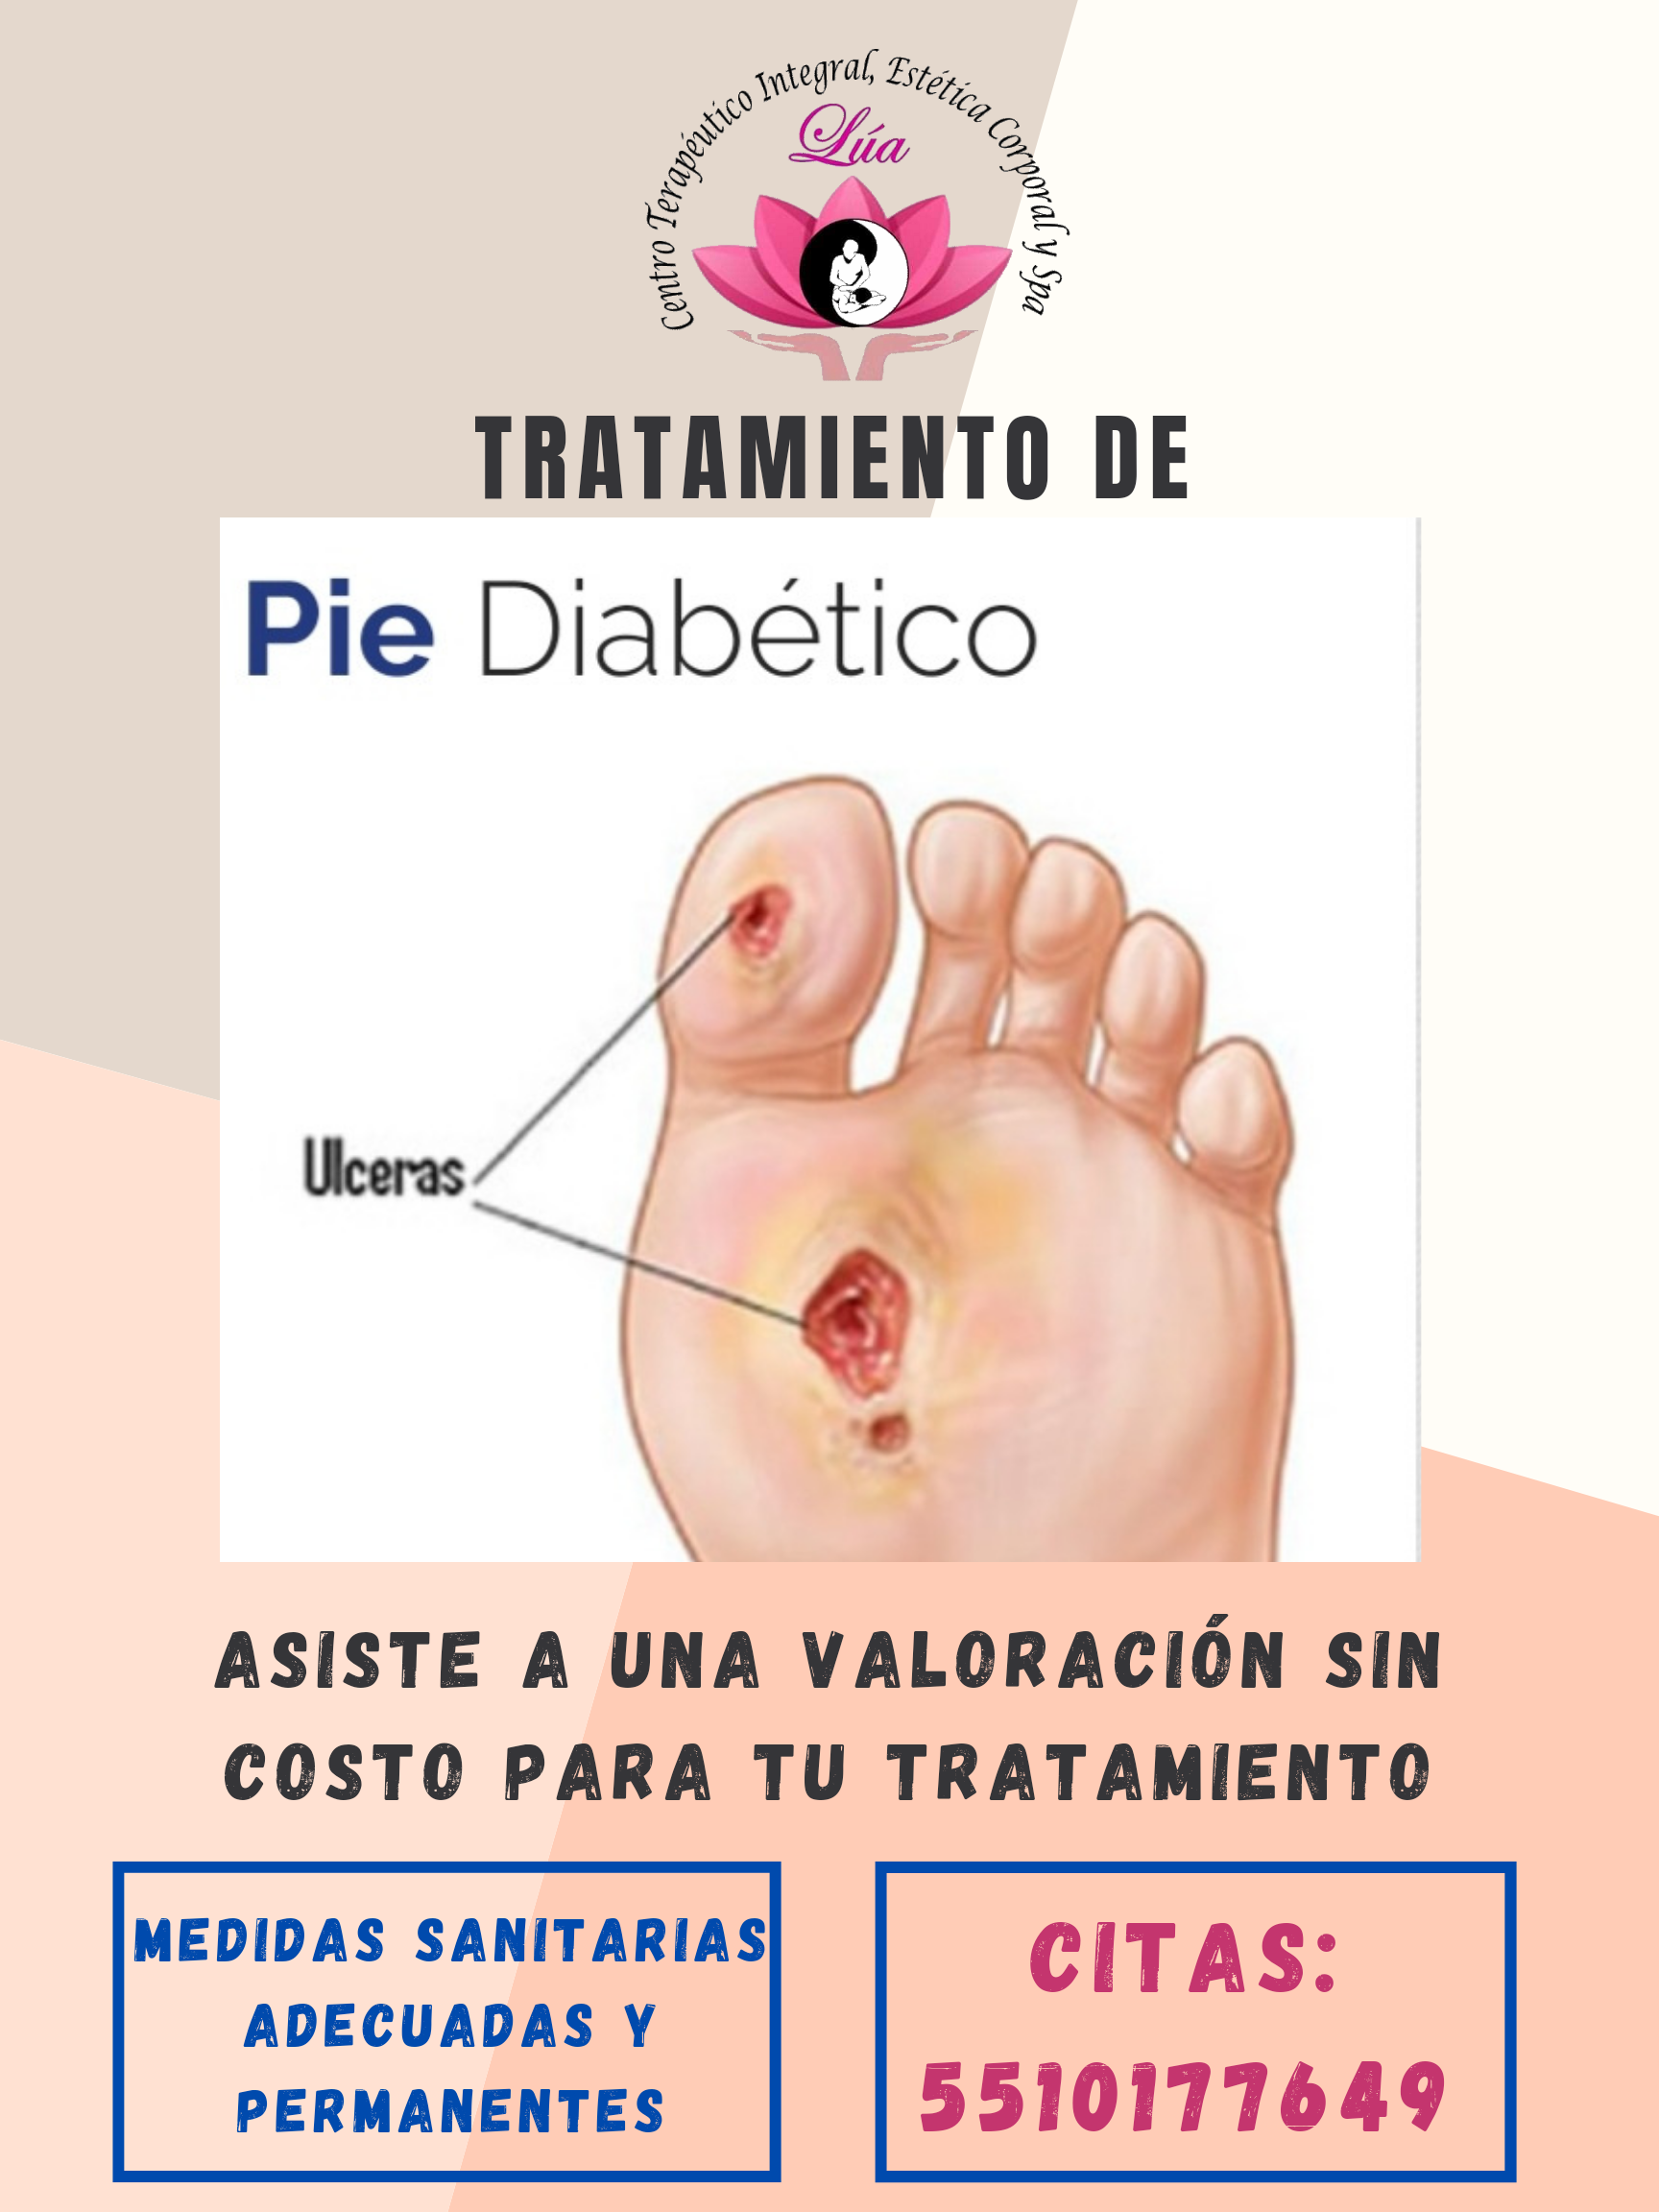 Centro Terapéutico Integral, Estética Corporal y Spa
Lúa
TRATAMIENTO DE
Pie Diabético
Ulceras
ASISTE A UNA VALORACIÓN SIN
COSTO PARA TU TRATAMIENTO
MEDIDAS SANITARIAS
ADECUADAS Y
PERMANENTES
CITAS:
5510177649